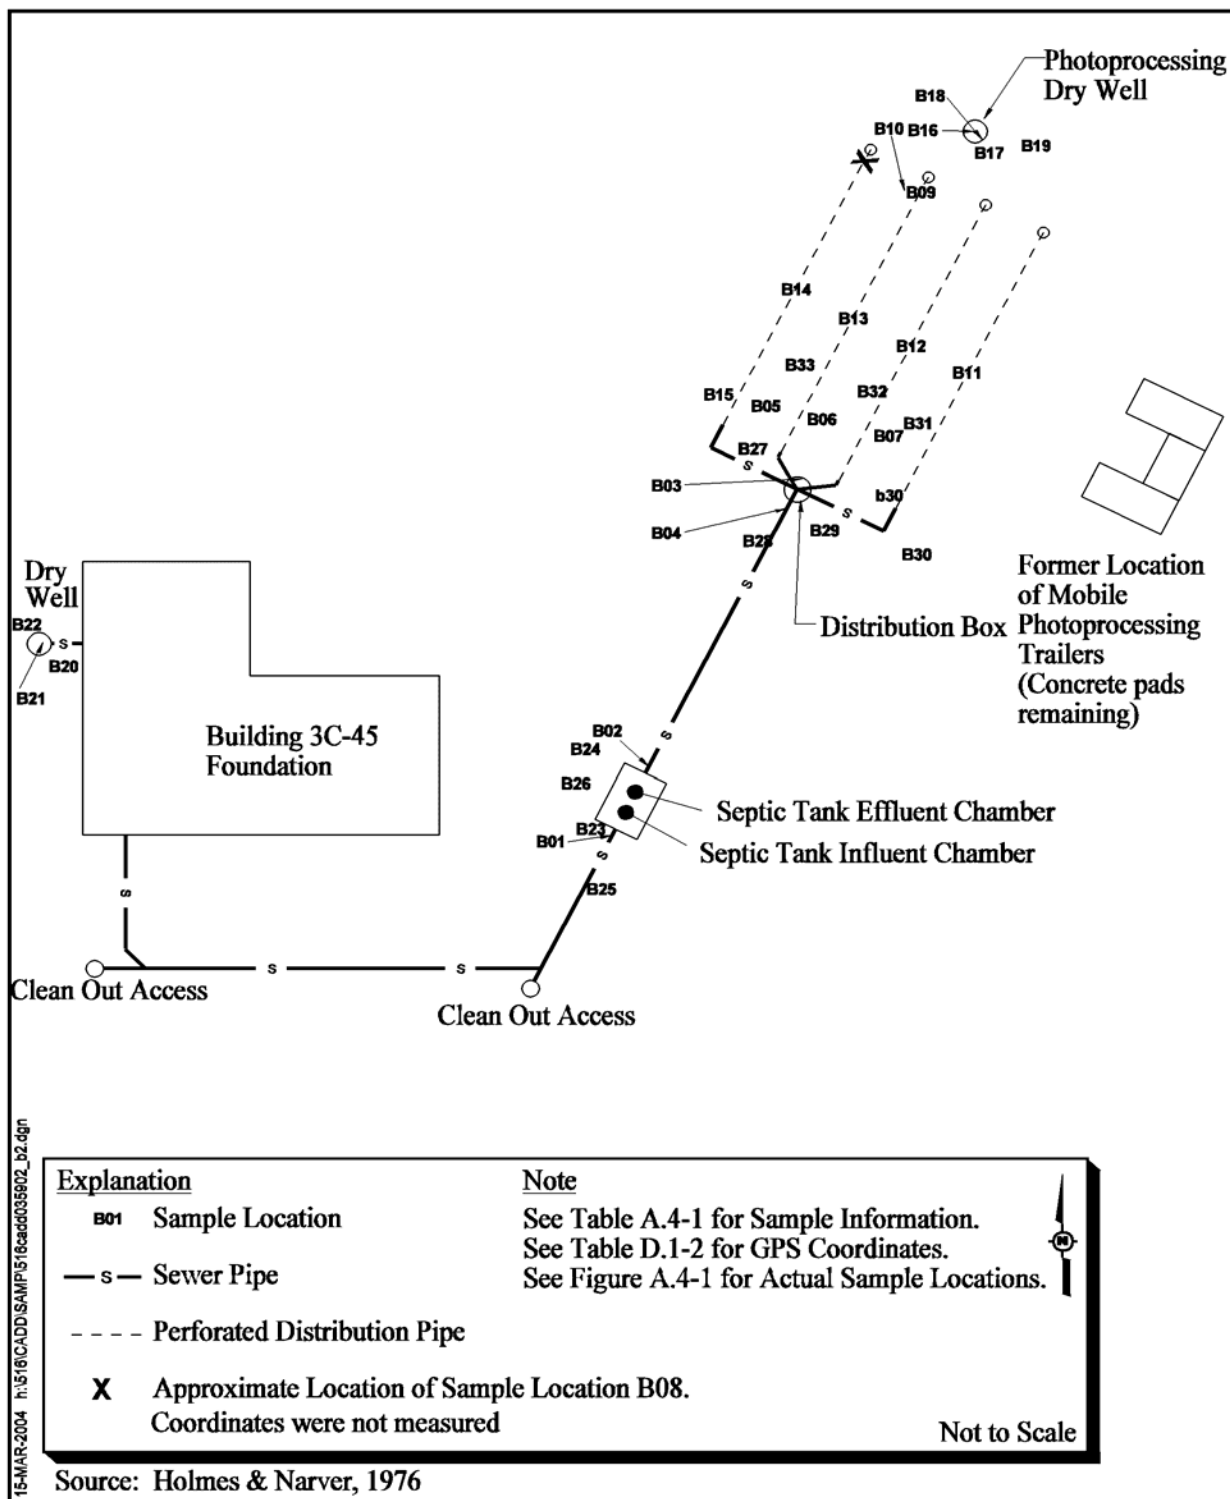 Photoprocessing
Dry Well
B18
B10
B16
B17
B19
B09
B14
B13
B12
B11
B33
B32
B15
B05
B06
B31
B07
B27
S
B03
b30
S
B04
B28
B29
B30
S
Former Location
of Mobile
Photoprocessing
Trailers
(Concrete pads
remaining)
Distribution Box
Dry
Well
B22
S
B20
B21
Building 3C-45
Foundation
S
B02
B24
B26
Septic Tank Effluent Chamber
B23
B01
Septic Tank Influent Chamber
S
B25
S
S
S
Clean Out Access
Clean Out Access
15-MAR-2004 h:\516\CADD\SAMP\516cadd035902_b2.dgn
Explanation
B01 Sample Location
S Sewer Pipe
Perforated Distribution Pipe
X Approximate Location of Sample Location B08.
Coordinates were not measured
Note
See Table A.4-1 for Sample Information.
See Table D.1-2 for GPS Coordinates.
See Figure A.4-1 for Actual Sample Locations.
N
Not to Scale
Source: Holmes & Narver, 1976